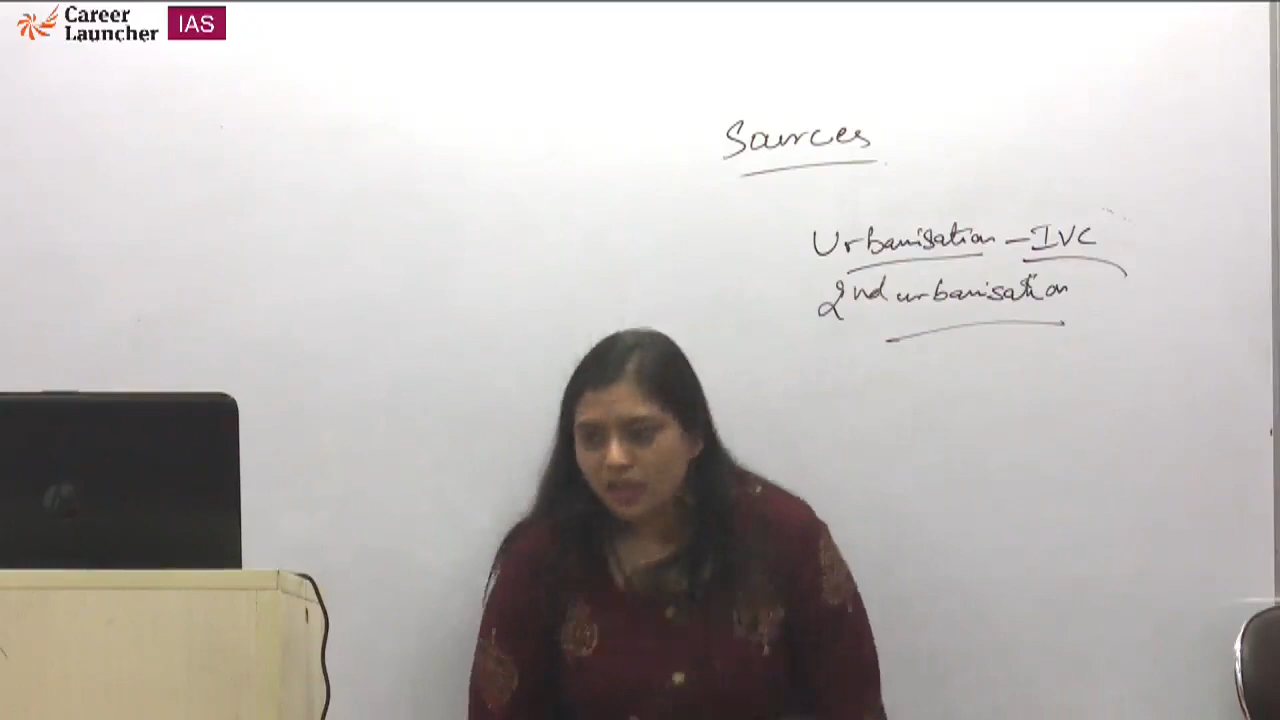 Career
Launcher
IAS
Sources
Urbanisation – IVC
2nd urbanisation